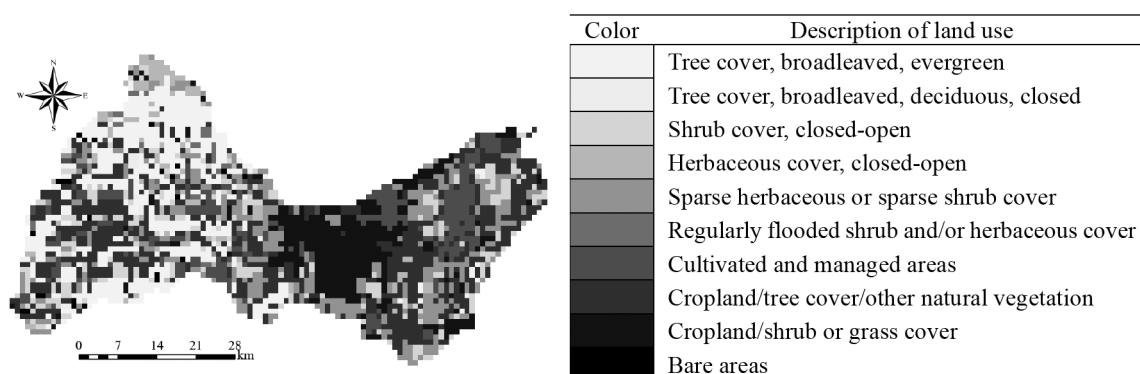 N
W E
S
0 7 14 21 28
km
Color Description of land use
Tree cover, broadleaved, evergreen
Tree cover, broadleaved, deciduous, closed
Shrub cover, closed-open
Herbaceous cover, closed-open
Sparse herbaceous or sparse shrub cover
Regularly flooded shrub and/or herbaceous cover
Cultivated and managed areas
Cropland/tree cover/other natural vegetation
Cropland/shrub or grass cover
Bare areas